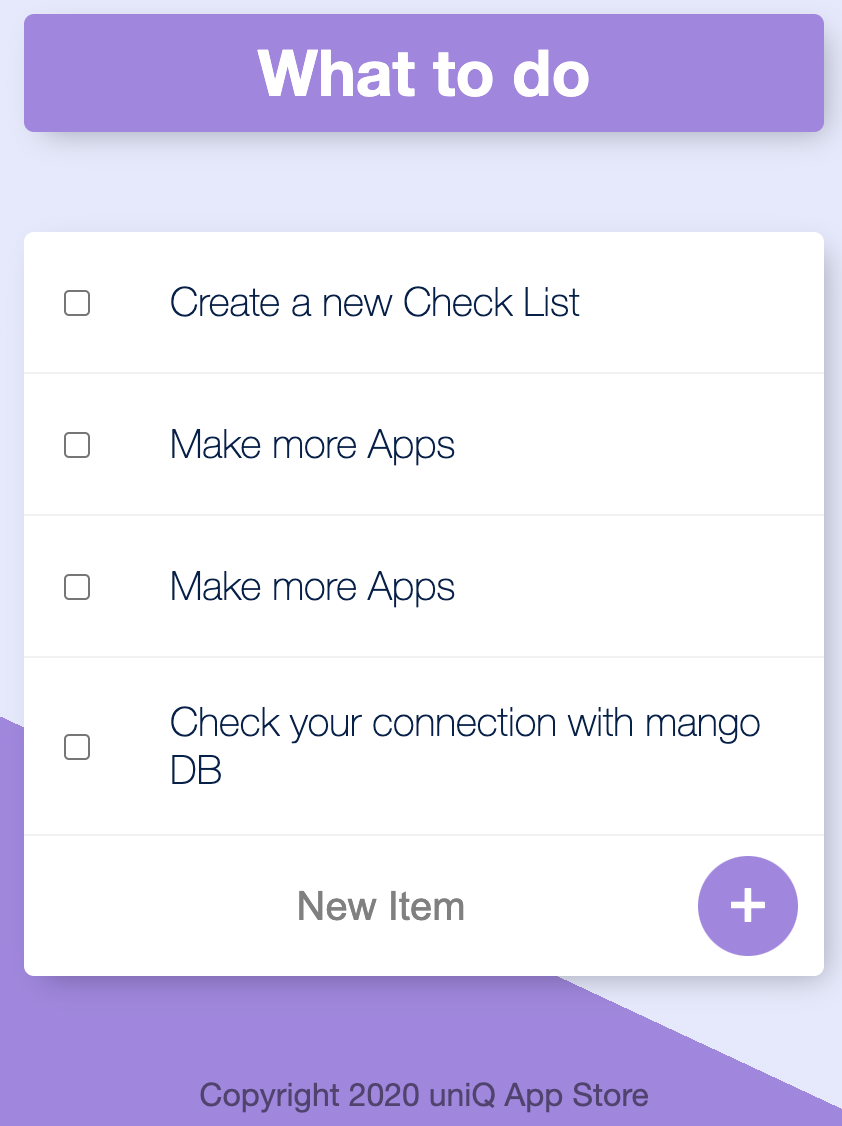 What to do
Create a new Check List
Make more Apps
Make more Apps
Check your connection with mango
DB
New Item
+
Copyright 2020 uniQ App Store